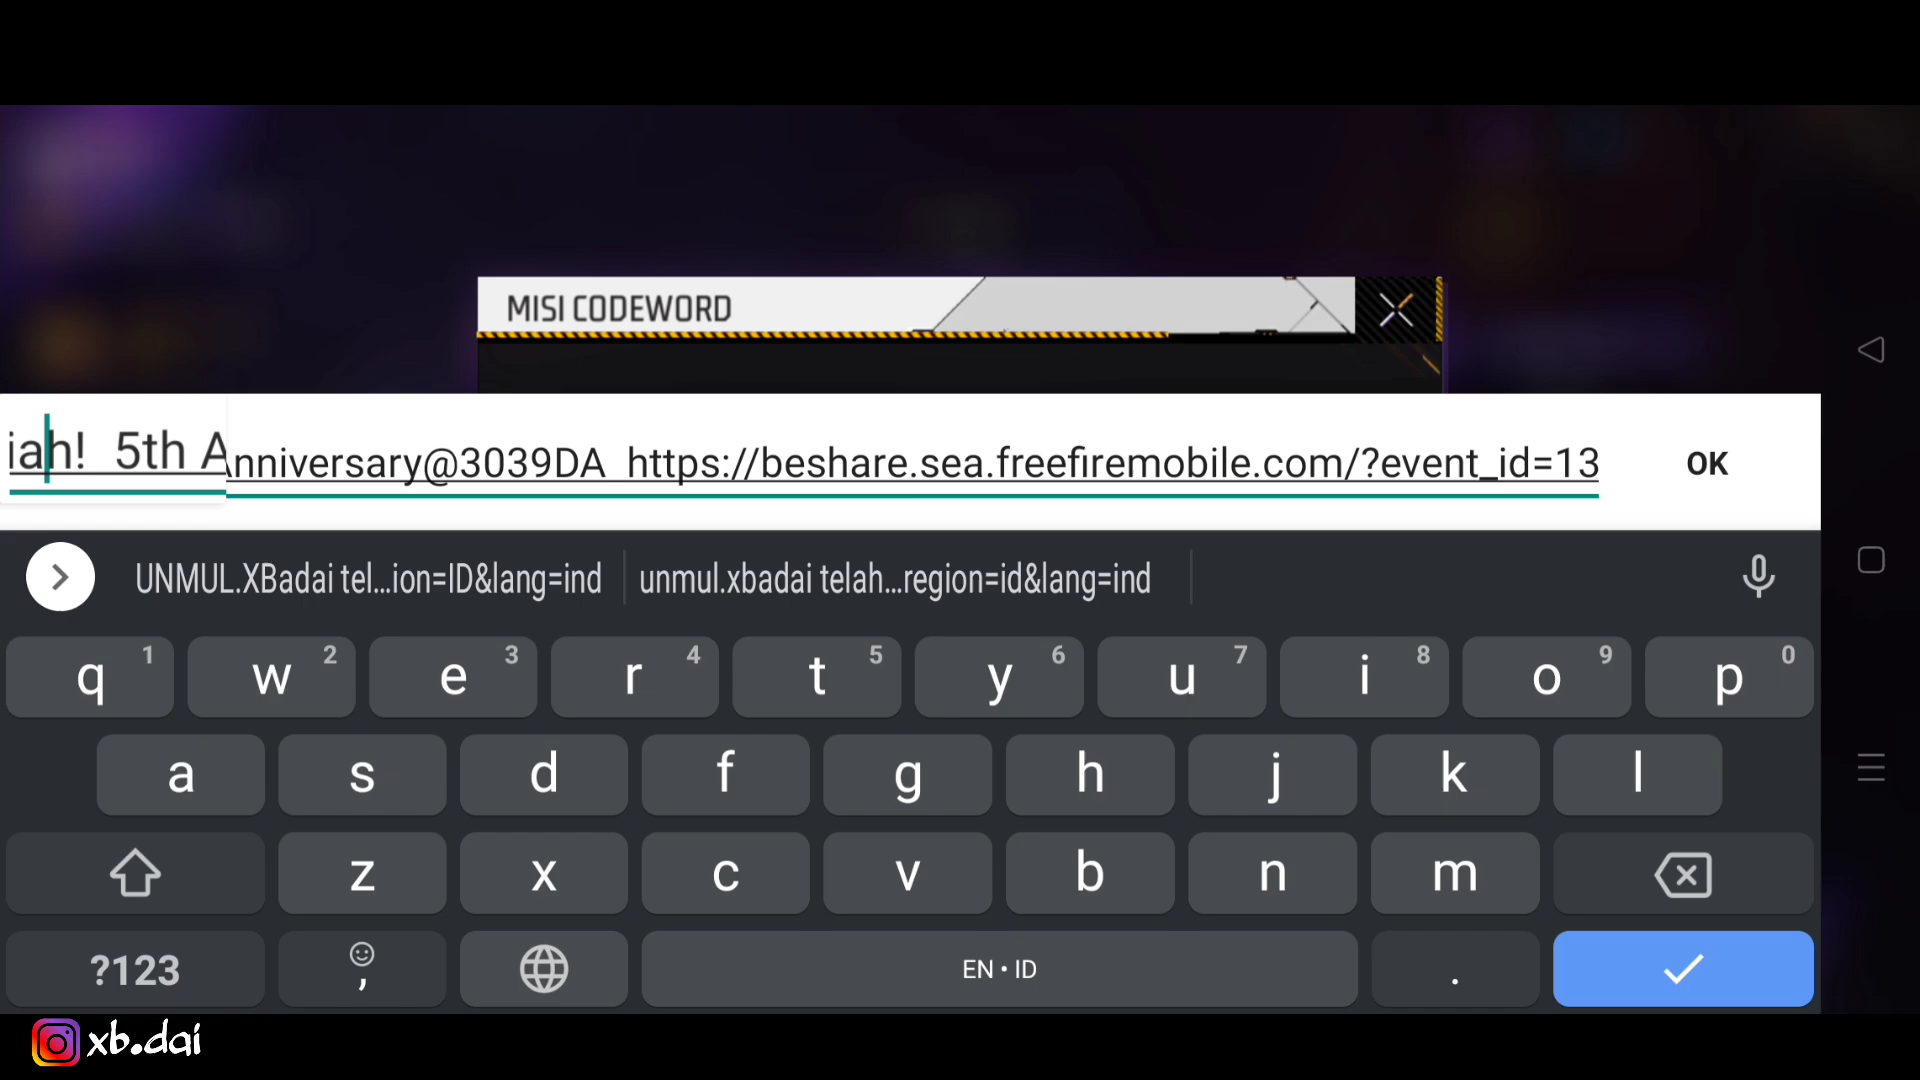 MISI CODEWORD
iah! 5th Anniversary@3039DA https://beshare.sea.freefiremobile.com/?event_id=13
OK
UNMUL.XBadai tel...ion=ID&lang=ind
unmul.xbadai telah...region=id&lang=ind
q 1 w 2 e 3 r 4 t 5 y 6 u 7 i 8 o 9 p 0
a s d f g h j k l
z x c v b n m
?123 , EN • ID .
xb.dai